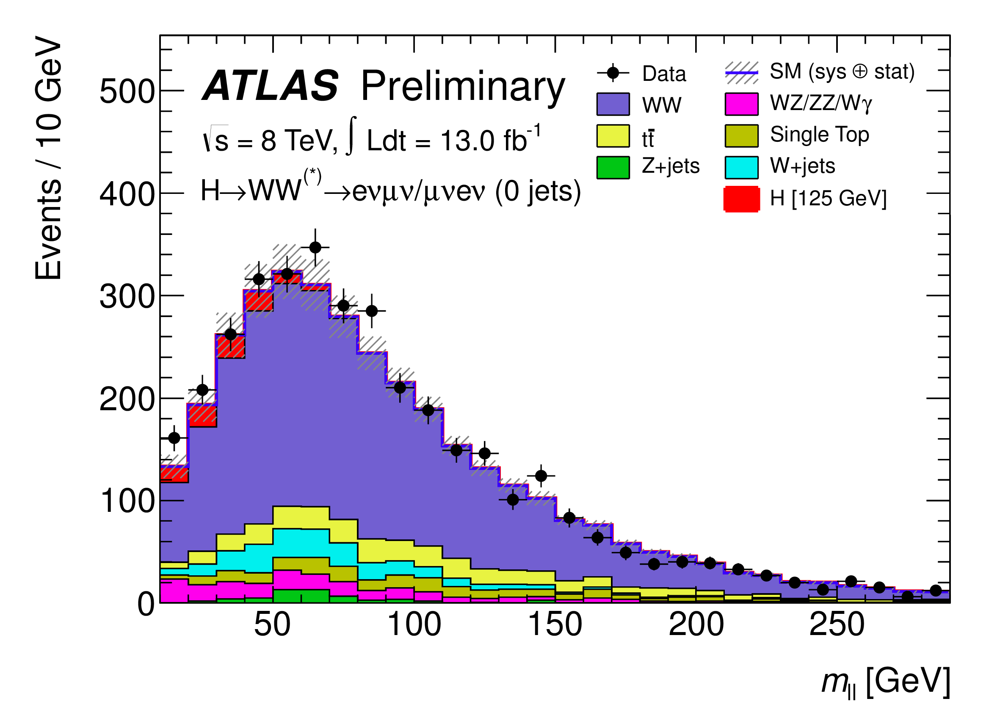 Events / 10 GeV
500
400
300
200
100
0
ATLAS Preliminary
√s = 8 TeV, ∫ Ldt = 13.0 fb⁻¹
H→WW⁽*⁾→eνμν/μνeν (0 jets)
Data
SM (sys ⊕ stat)
WW
WZ/ZZ/Wγ
tt̄
Single Top
Z+jets
W+jets
H [125 GeV]
50 100 150 200 250
m_ll [GeV]